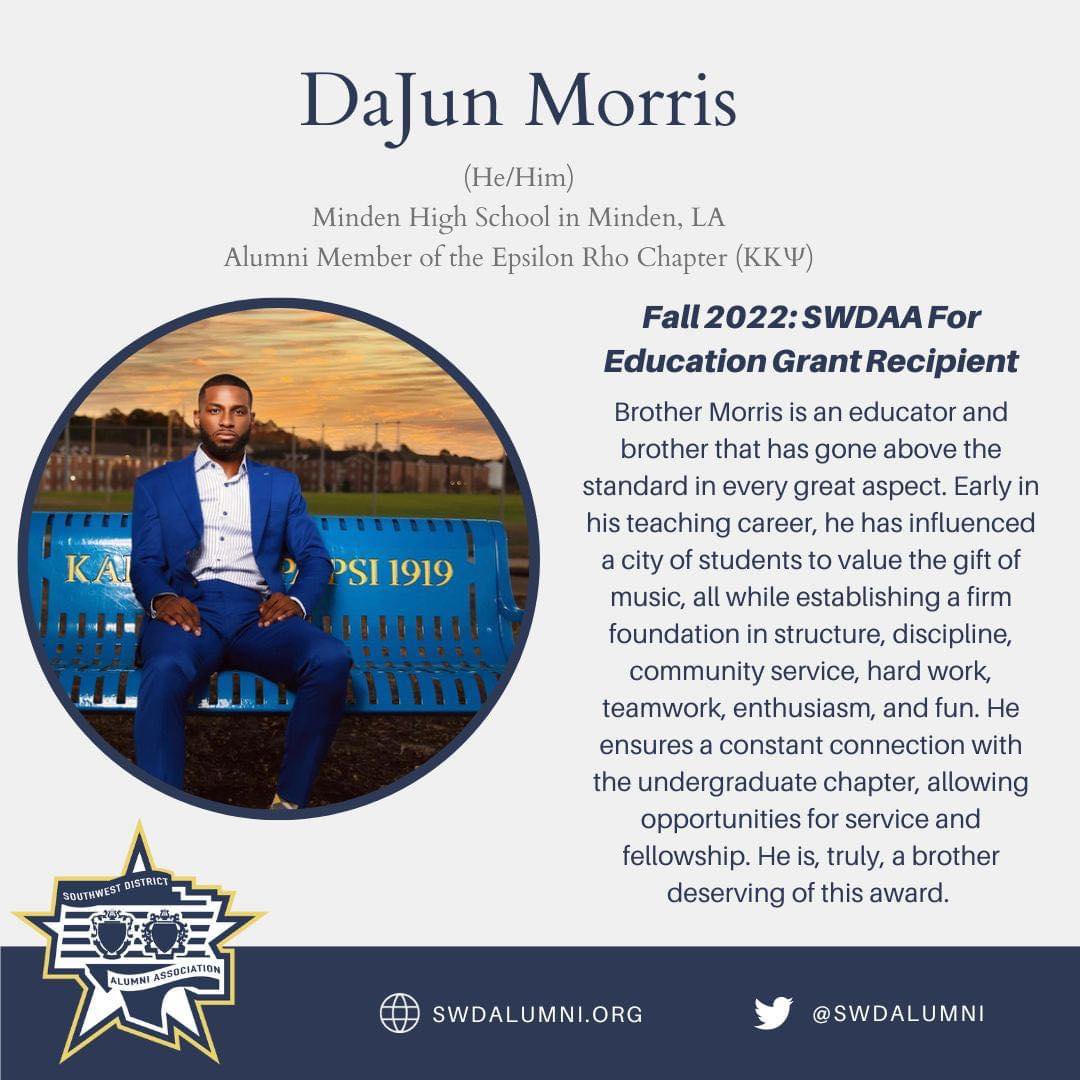 DaJun Morris
(He/Him)
Minden High School in Minden, LA
Alumni Member of the Epsilon Rho Chapter (KKΨ)
Fall 2022: SWDAA For
Education Grant Recipient
Brother Morris is an educator and
brother that has gone above the
standard in every great aspect. Early in
his teaching career, he has influenced
a city of students to value the gift of
music, all while establishing a firm
foundation in structure, discipline,
community service, hard work,
teamwork, enthusiasm, and fun. He
ensures a constant connection with
the undergraduate chapter, allowing
opportunities for service and
fellowship. He is, truly, a brother
deserving of this award.
KA PSI 1919
SOUTHWEST DISTRICT
ALUMNI ASSOCIATION
SWDALUMNI.ORG
@SWDALUMNI